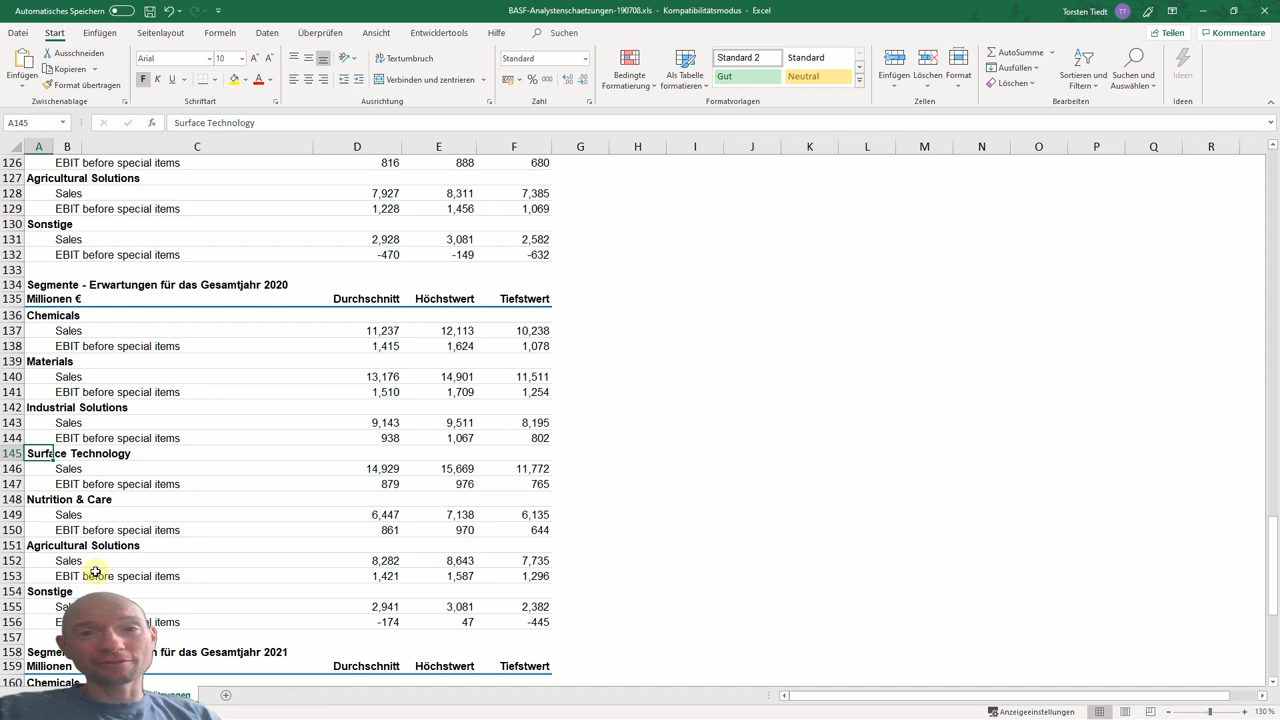 Automatisches Speichern
BASF-Analystenschaetzungen-190708.xls - Kompatibilitätsmodus - Excel
Torsten Tiedt TT
Datei Start Einfügen Seitenlayout Formeln Daten Überprüfen Ansicht Entwicklertools Hilfe Suchen Teilen Kommentare
Einfügen
Ausschneiden
Kopieren
Format übertragen
Zwischenablage
Arial 10
F K U
Schriftart
Textumbruch
Verbinden und zentrieren
Ausrichtung
Standard
Zahl
Bedingte Formatierung
Als Tabelle formatieren
Standard 2 Standard
Gut Neutral
Formatvorlagen
Einfügen Löschen Format
Zellen
AutoSumme
Ausfüllen
Löschen
Sortieren und Filtern
Suchen und Auswählen
Bearbeiten
Ideen
Ideen
A145 fx Surface Technology
A B C D E F G H I J K L M N O P Q R
126 EBIT before special items 816 888 680
127 Agricultural Solutions
128 Sales 7,927 8,311 7,385
129 EBIT before special items 1,228 1,456 1,069
130 Sonstige
131 Sales 2,928 3,081 2,582
132 EBIT before special items -470 -149 -632
133
134 Segmente - Erwartungen für das Gesamtjahr 2020
135 Millionen € Durchschnitt Höchstwert Tiefstwert
136 Chemicals
137 Sales 11,237 12,113 10,238
138 EBIT before special items 1,415 1,624 1,078
139 Materials
140 Sales 13,176 14,901 11,511
141 EBIT before special items 1,510 1,709 1,254
142 Industrial Solutions
143 Sales 9,143 9,511 8,195
144 EBIT before special items 938 1,067 802
145 Surface Technology
146 Sales 14,929 15,669 11,772
147 EBIT before special items 879 976 765
148 Nutrition & Care
149 Sales 6,447 7,138 6,135
150 EBIT before special items 861 970 644
151 Agricultural Solutions
152 Sales 8,282 8,643 7,735
153 EBIT before special items 1,421 1,587 1,296
154 Sonstige
155 2,941 3,081 2,382
156 items -174 47 -445
157
158 für das Gesamtjahr 2021
159 Millionen Durchschnitt Höchstwert Tiefstwert
160 Chemicals
Anzeigeeinstellungen 130 %